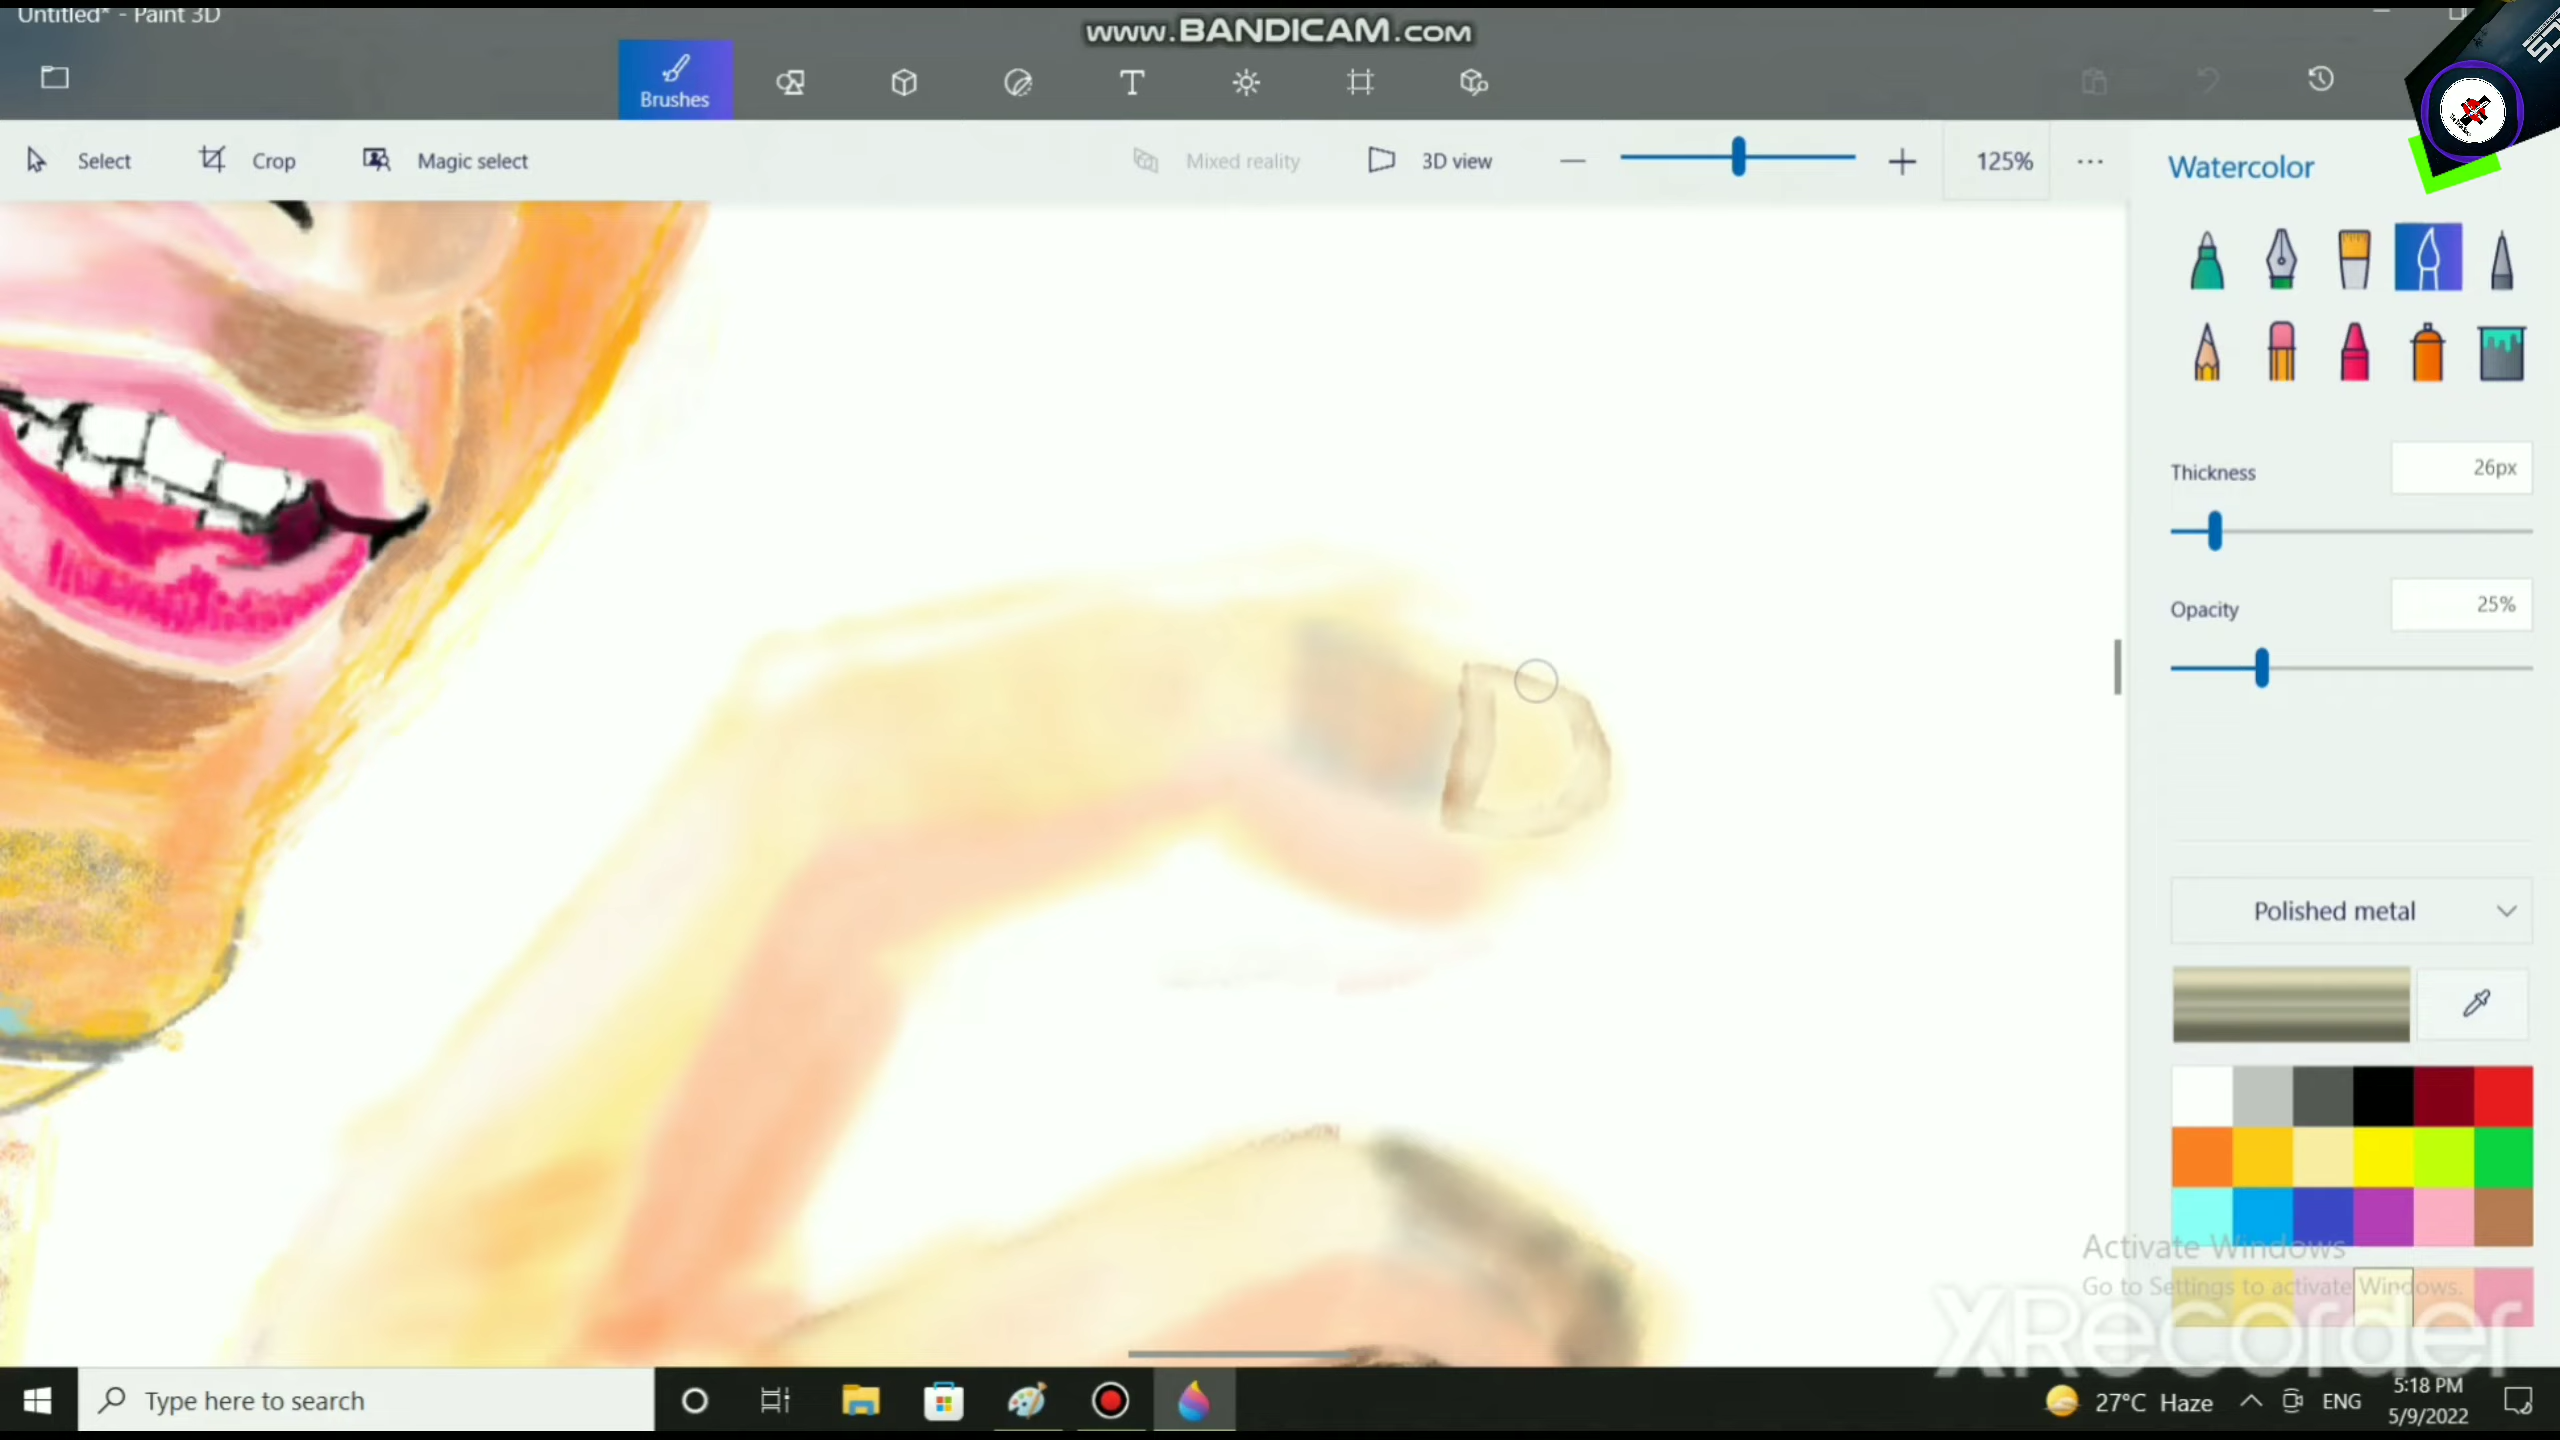 Untitled* - Paint 3D
www.BANDICAM.com
Brushes
Select
Crop
Magic select
Mixed reality
3D view
125%
Watercolor
Thickness
26px
Opacity
25%
Polished metal
Activate Windows
Go to Settings to activate Windows.
XRecorder
Type here to search
27°C Haze
ENG
5:18 PM
5/9/2022